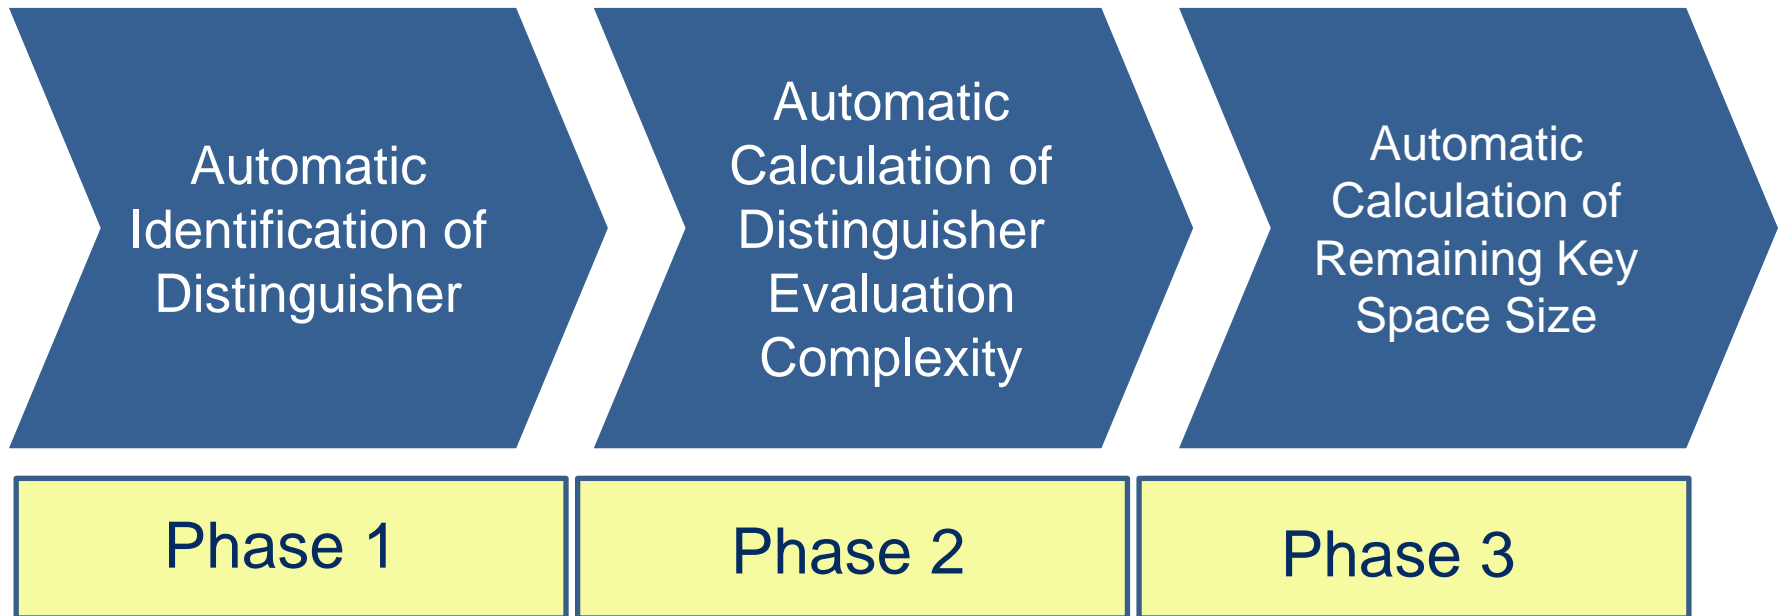 Automatic
Identification of
Distinguisher
Automatic
Calculation of
Distinguisher
Evaluation
Complexity
Automatic
Calculation of
Remaining Key
Space Size
Phase 1
Phase 2
Phase 3